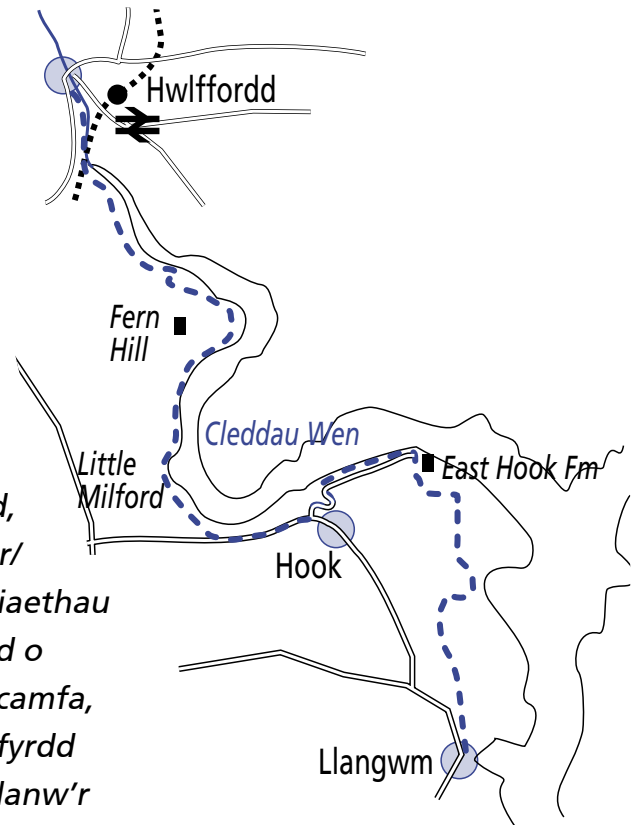 Hwlffordd
Fern
Hill
Cleddau Wen
Little
Milford
East Hook Fm
Hook
Llangwm
d,
r/
iaethau
d o
camfa,
fyrdd
lanw'r